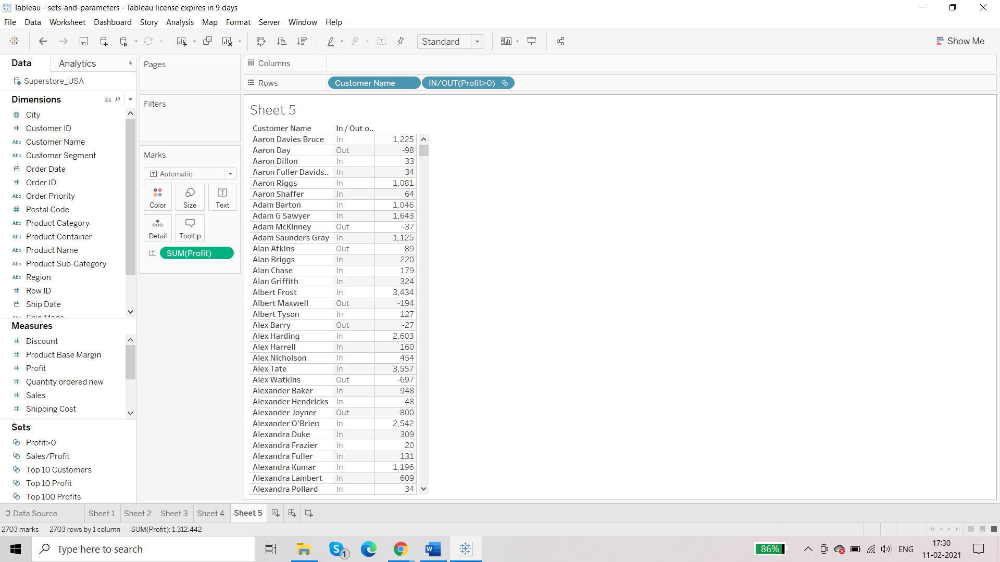 Tableau - sets-and-parameters - Tableau license expires in 9 days
File Data Worksheet Dashboard Story Analysis Map Format Server Window Help
Standard
Show Me
Data Analytics
Superstore_USA
Dimensions
City
Customer ID
Customer Name
Customer Segment
Order Date
Order ID
Order Priority
Postal Code
Product Category
Product Container
Product Name
Product Sub-Category
Region
Row ID
Ship Date
Ship Mode
Measures
Discount
Product Base Margin
Profit
Quantity ordered new
Sales
Shipping Cost
Sets
Profit>0
Sales/Profit
Top 10 Customers
Top 10 Profit
Top 100 Profits
Pages
Filters
Marks
Automatic
Color Size Text
Detail Tooltip
SUM(Profit)
Columns
Rows Customer Name IN/OUT(Profit>0)
Sheet 5
Customer Name In / Out o..
Aaron Davies Bruce In 1,225
Aaron Day Out -98
Aaron Dillon In 33
Aaron Fuller Davids.. In 34
Aaron Riggs In 1,081
Aaron Shaffer In 64
Adam Barton In 1,046
Adam G Sawyer In 1,643
Adam McKinney Out -37
Adam Saunders Gray In 1,125
Alan Atkins Out -89
Alan Briggs In 220
Alan Chase In 179
Alan Griffith In 324
Albert Frost In 3,434
Albert Maxwell Out -194
Albert Tyson In 127
Alex Barry Out -27
Alex Harding In 2,603
Alex Harrell In 160
Alex Nicholson In 454
Alex Tate In 3,557
Alex Watkins Out -697
Alexander Baker In 948
Alexander Hendricks In 48
Alexander Joyner Out -800
Alexander O’Brien In 2,542
Alexandra Duke In 309
Alexandra Frazier In 20
Alexandra Fuller In 131
Alexandra Kumar In 1,196
Alexandra Lambert In 609
Alexandra Pollard In 34
Data Source Sheet 1 Sheet 2 Sheet 3 Sheet 4 Sheet 5
2703 marks 2703 rows by 1 column SUM(Profit): 1,312,442
Type here to search
1
86%
ENG
17:30
11-02-2021